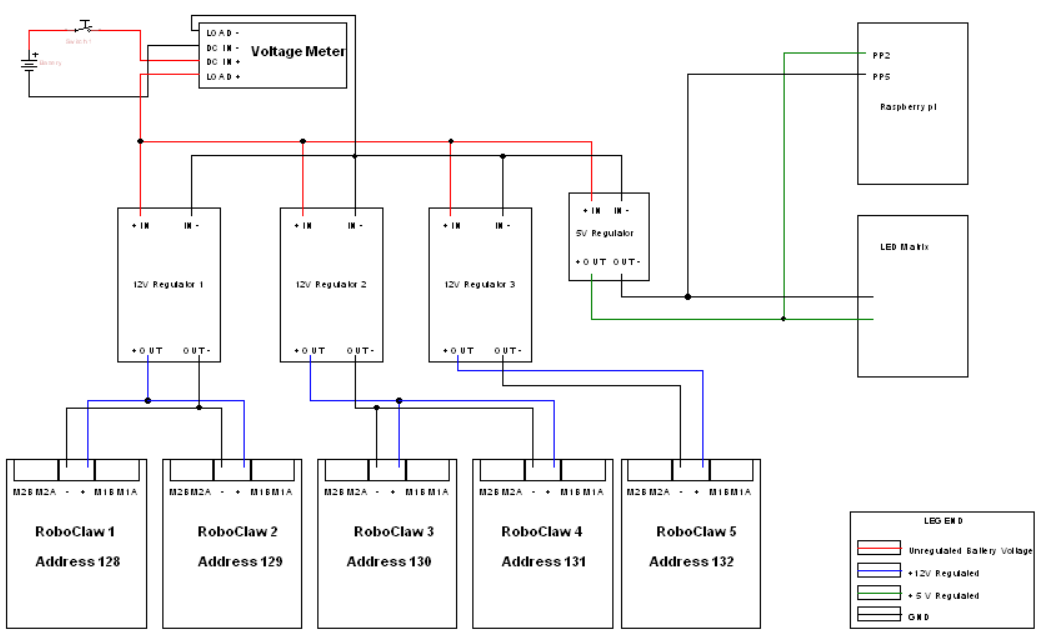 Switch1
Battery
LOAD -
DC IN -
DC IN +
LOAD +
Voltage Meter
PP2
PP5
Raspberry pI
+ IN IN -
12V Regulator 1
+OUT OUT-
+ IN IN -
12V Regulator 2
+OUT OUT-
+ IN IN -
12V Regulator 3
+OUT OUT-
+ IN IN -
5V Regulator
+OUT OUT-
LED Matrix
M2B M2A - + M1B M1A
RoboClaw 1
Address 128
M2B M2A - + M1B M1A
RoboClaw 2
Address 129
M2B M2A - + M1B M1A
RoboClaw 3
Address 130
M2B M2A - + M1B M1A
RoboClaw 4
Address 131
M2B M2A - + M1B M1A
RoboClaw 5
Address 132
LEGEND
Unregulated Battery Voltage
+12V Regulated
+5 V Regulated
GND